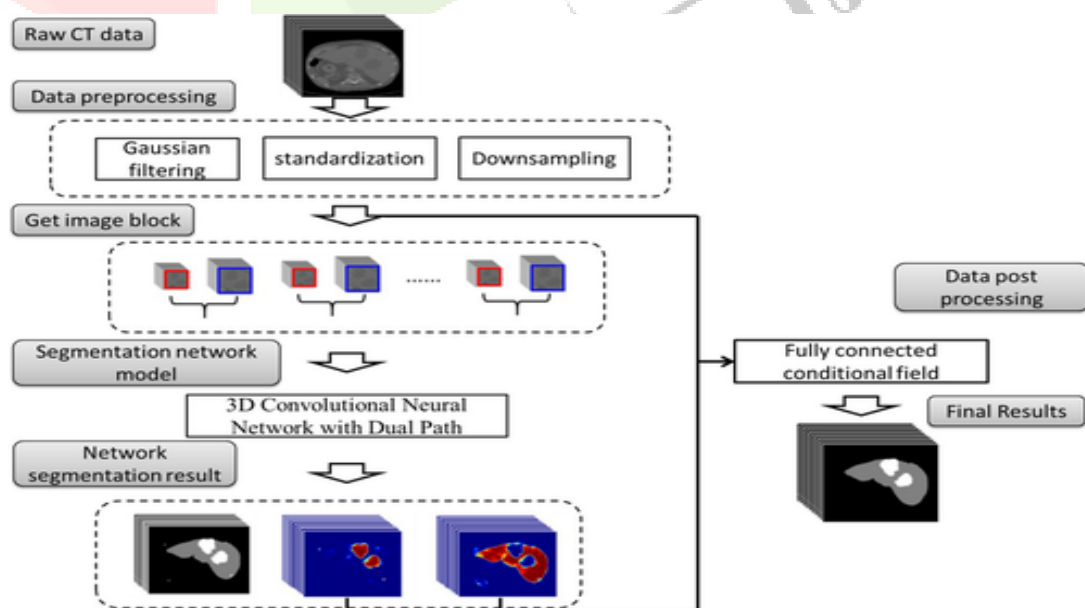 Raw CT data
Data preprocessing
Gaussian
filtering
standardization
Downsampling
Get image block
......
Data post
processing
Segmentation network
model
Fully connected
conditional field
3D Convolutional Neural
Network with Dual Path
Final Results
Network
segmentation result